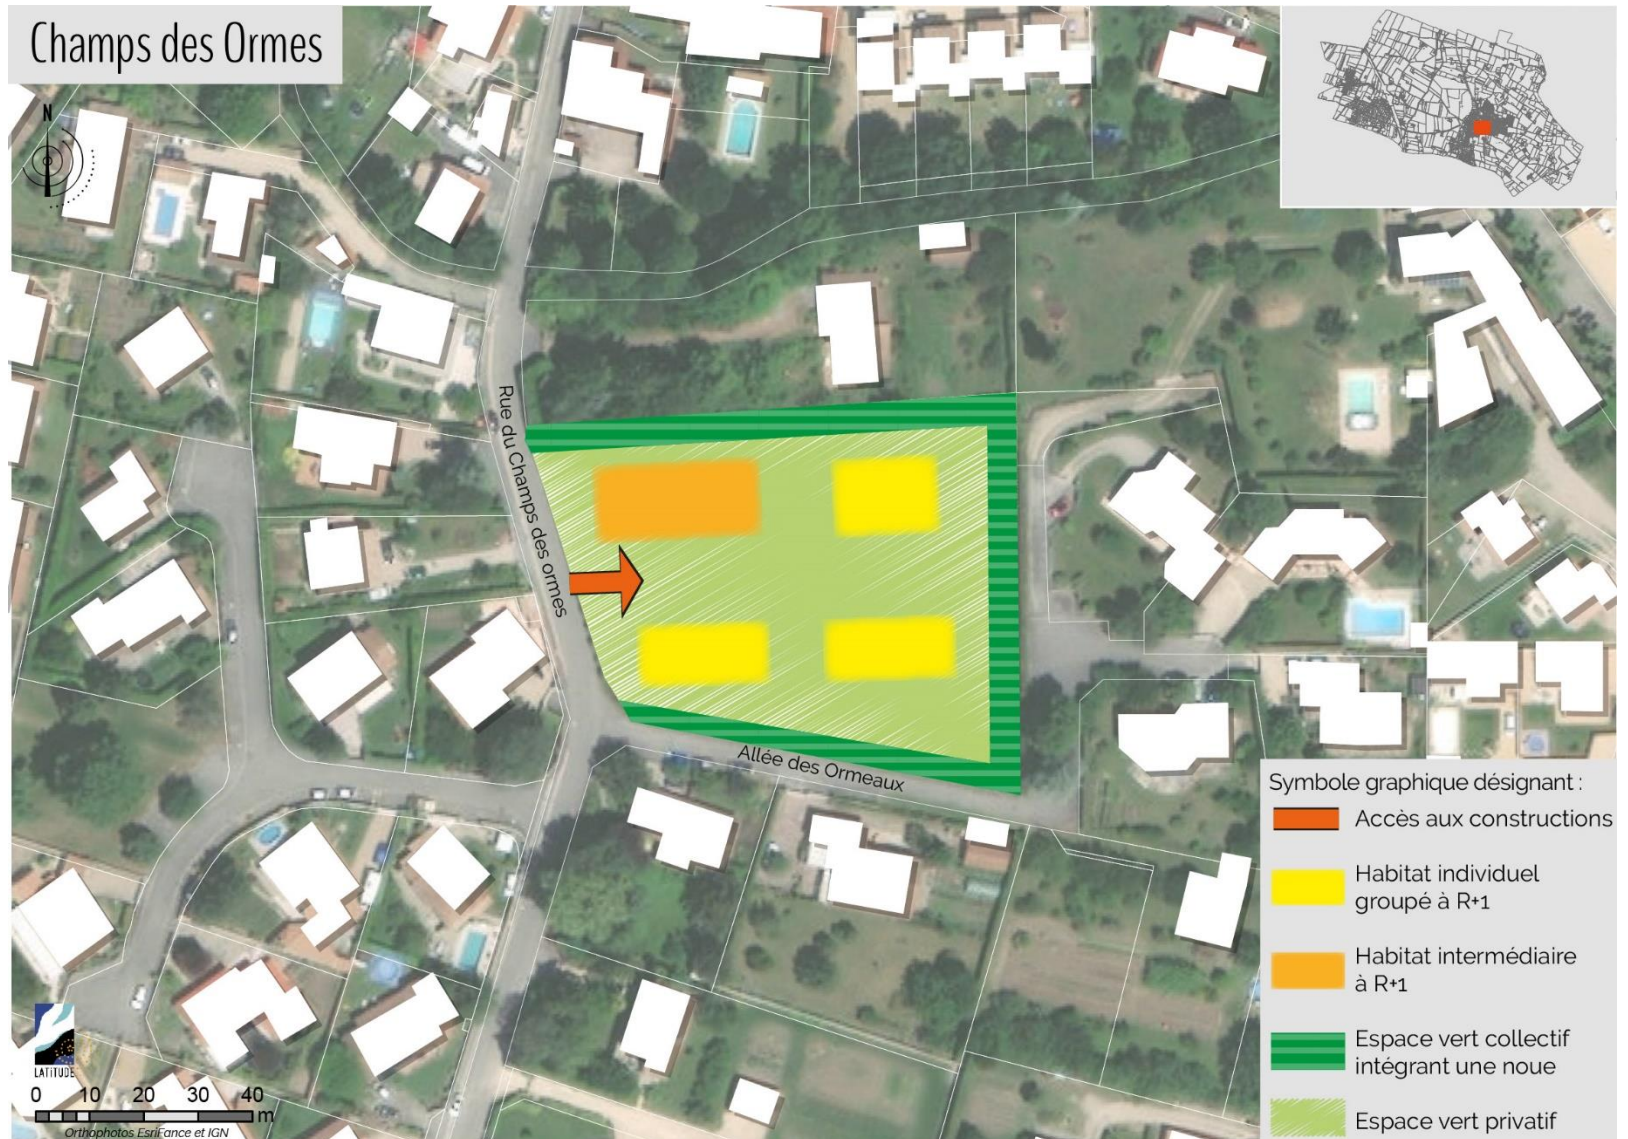 Champs des Ormes
N
Rue du Champs des ormes
Allée des Ormeaux
Symbole graphique désignant :
Accès aux constructions
Habitat individuel
groupé à R+1
Habitat intermédiaire
à R+1
Espace vert collectif
intégrant une noue
Espace vert privatif
LATiTUDE
0 10 20 30 40
m
Orthophotos EsriFance et IGN